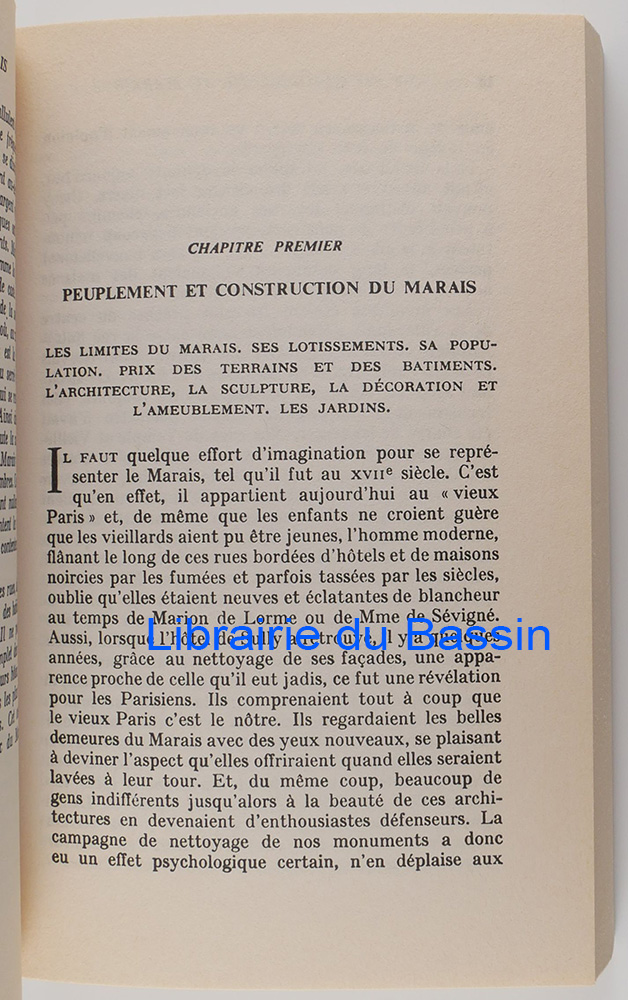 CHAPITRE PREMIER
PEUPLEMENT ET CONSTRUCTION DU MARAIS
LES LIMITES DU MARAIS. SES LOTISSEMENTS. SA POPU-
LATION. PRIX DES TERRAINS ET DES BATIMENTS.
L'ARCHITECTURE, LA SCULPTURE, LA DÉCORATION ET
L'AMEUBLEMENT. LES JARDINS.
IL FAUT quelque effort d'imagination pour se repré-
senter le Marais, tel qu'il fut au XVIIe siècle. C'est
qu'en effet, il appartient aujourd'hui au « vieux
Paris » et, de même que les enfants ne croient guère
que les vieillards aient pu être jeunes, l'homme moderne,
flânant le long de ces rues bordées d'hôtels et de maisons
noircies par les fumées et parfois tassées par les siècles,
oublie qu'elles étaient neuves et éclatantes de blancheur
au temps de Marion de Lorme ou de Mme de Sévigné.
Aussi, lorsque l'hôtel de Sully a retrouvé, il y a quelques
Librairie du Bassin
années, grâce au nettoyage de ses façades, une appa-
rence proche de celle qu'il eut jadis, ce fut une révélation
pour les Parisiens. Ils comprenaient tout à coup que
le vieux Paris c'est le nôtre. Ils regardaient les belles
demeures du Marais avec des yeux nouveaux, se plaisant
à deviner l'aspect qu'elles offriraient quand elles seraient
lavées à leur tour. Et, du même coup, beaucoup de
gens indifférents jusqu'alors à la beauté de ces archi-
tectures en devenaient d'enthousiastes défenseurs. La
campagne de nettoyage de nos monuments a donc
eu un effet psychologique certain, n'en déplaise aux